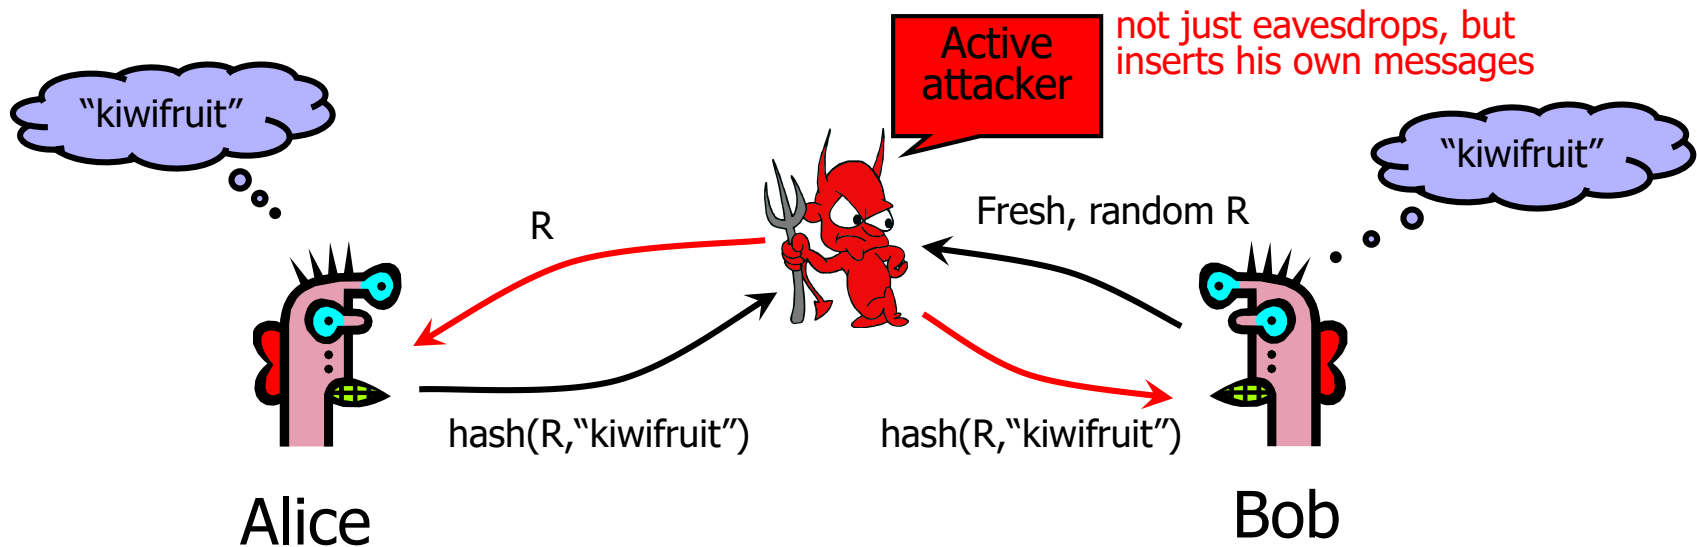 Active
attacker
not just eavesdrops, but
inserts his own messages
“kiwifruit”
“kiwifruit”
R
Fresh, random R
hash(R,“kiwifruit”)
hash(R,“kiwifruit”)
Alice
Bob